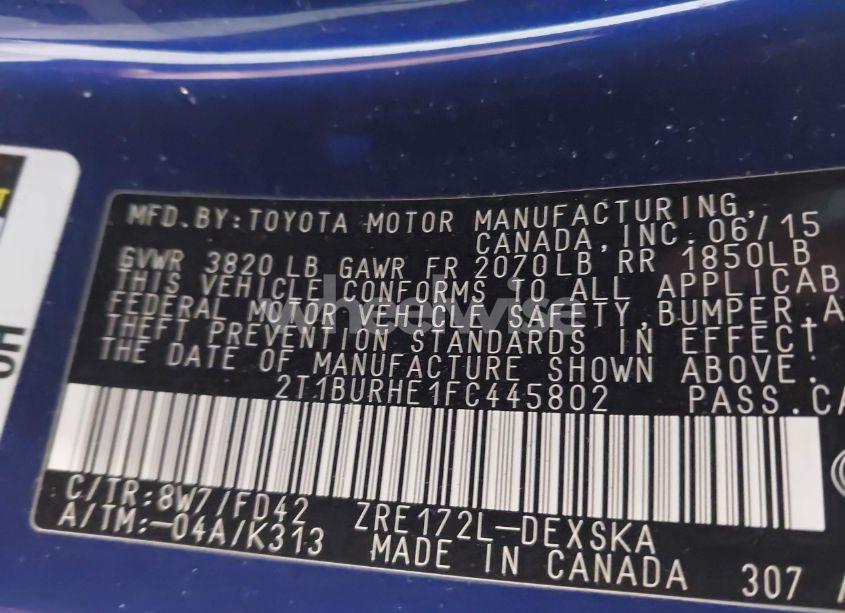 MFD.BY:TOYOTA MOTOR MANUFACTURING,
CANADA,INC. 06/15
GVWR 3820 LB GAWR FR 2070LB RR 1850LB
THIS VEHICLE CONFORMS TO ALL APPLICAB
FEDERAL MOTOR VEHICLE SAFETY,BUMPER,A
THEFT PREVENTION STANDARDS IN EFFECT
THE DATE OF MANUFACTURE SHOWN ABOVE.
2T1BURHE1FC445802 PASS.CA
C/TR:8W7/FD42 ZRE172L-DEXSKA
A/TM:-04A/K313 MADE IN CANADA 307
wheelwise